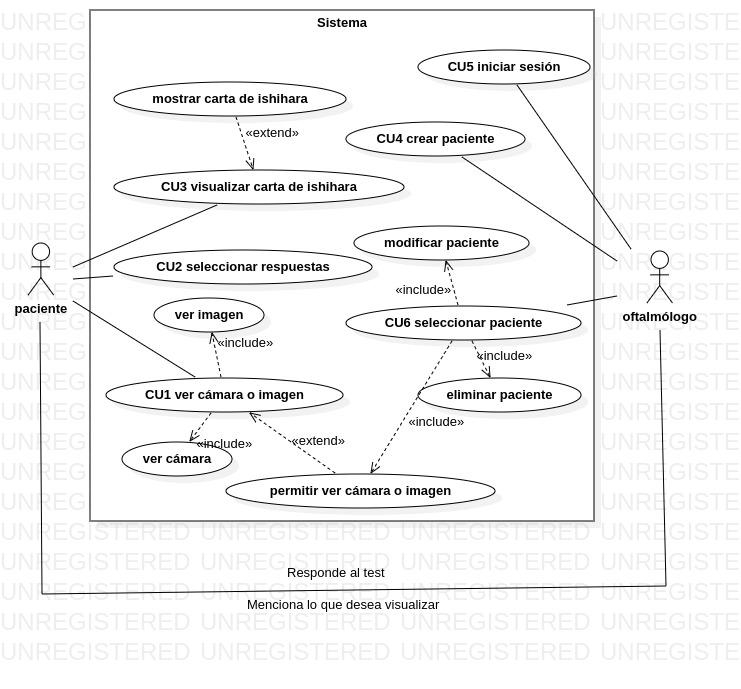 Sistema
CU5 iniciar sesión
mostrar carta de ishihara
«extend»
CU4 crear paciente
CU3 visualizar carta de ishihara
modificar paciente
CU2 seleccionar respuestas
«include»
paciente
ver imagen
CU6 seleccionar paciente
oftalmólogo
«include»
«include»
CU1 ver cámara o imagen
eliminar paciente
«include»
«include»
«extend»
ver cámara
permitir ver cámara o imagen
Responde al test
Menciona lo que desea visualizar
UNREGISTERED UNREGISTERED UNREGISTERED UNREGISTE